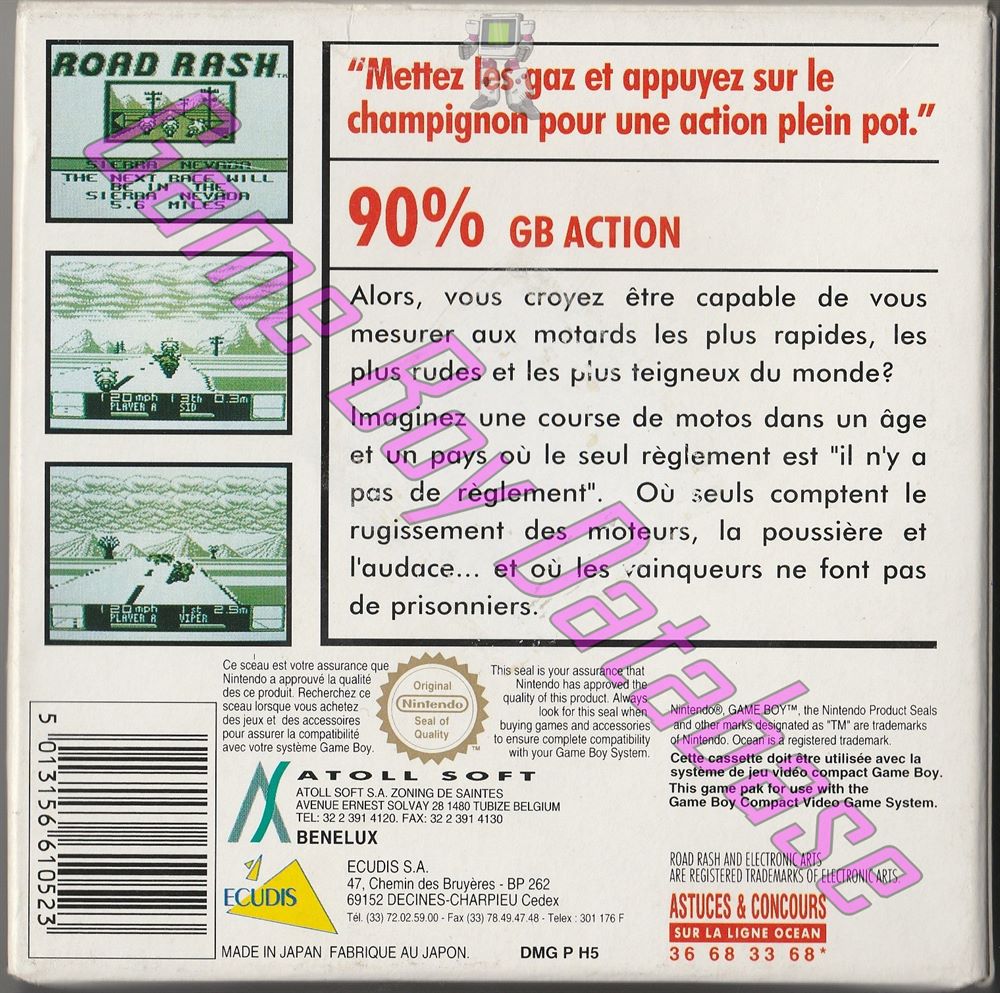 ROAD RASH™
SIERRA NEVADA
THE NEXT RACE WILL
BE IN THE
SIERRA NEVADA
5.6 MILES
120mph 13th 0.3m
PLAYER A SID
120mph 1st 2.9m
PLAYER A VIPER
“Mettez les gaz et appuyez sur le
champignon pour une action plein pot.”
90% GB ACTION
Alors, vous croyez être capable de vous
mesurer aux motards les plus rapides, les
plus rudes et les plus teigneux du monde?
Imaginez une course de motos dans un âge
et un pays où le seul règlement est "il n'y a
pas de règlement". Où seuls comptent le
rugissement des moteurs, la poussière et
l'audace... et où les vainqueurs ne font pas
de prisonniers.
Game Boy Database
Ce sceau est votre assurance que
Nintendo a approuvé la qualité
des ce produit. Recherchez ce
sceau lorsque vous achetez
des jeux et des accessoires
pour assurer la compatibilité
avec votre système Game Boy.
Original
Nintendo
Seal of
Quality
™
This seal is your assurance that
Nintendo has approved the
quality of this product. Always
look for this seal when
buying games and accessories
to ensure complete compatibility
with your Game Boy System.
Nintendo®, GAME BOY™, the Nintendo Product Seals
and other marks designated as "TM" are trademarks
of Nintendo. Ocean is a registered trademark.
Cette cassette doit être utilisée avec la
système de jeu vidéo compact Game Boy.
This game pak for use with the
Game Boy Compact Video Game System.
5 013156 610523
ATOLL SOFT
ATOLL SOFT S.A. ZONING DE SAINTES
AVENUE ERNEST SOLVAY 28 1480 TUBIZE BELGIUM
TEL: 32 2 391 4120. FAX: 32 2 391 4130
BENELUX
ECUDIS
ECUDIS S.A.
47, Chemin des Bruyères - BP 262
69152 DECINES-CHARPIEU Cedex
Tél. (33) 72.02.59.00 - Fax (33) 78.49.47.48 - Telex : 301 176 F
ROAD RASH AND ELECTRONIC ARTS
ARE REGISTERED TRADEMARKS OF ELECTRONIC ARTS.
ASTUCES & CONCOURS
SUR LA LIGNE OCEAN
36 68 33 68*
MADE IN JAPAN FABRIQUE AU JAPON.
DMG P H5